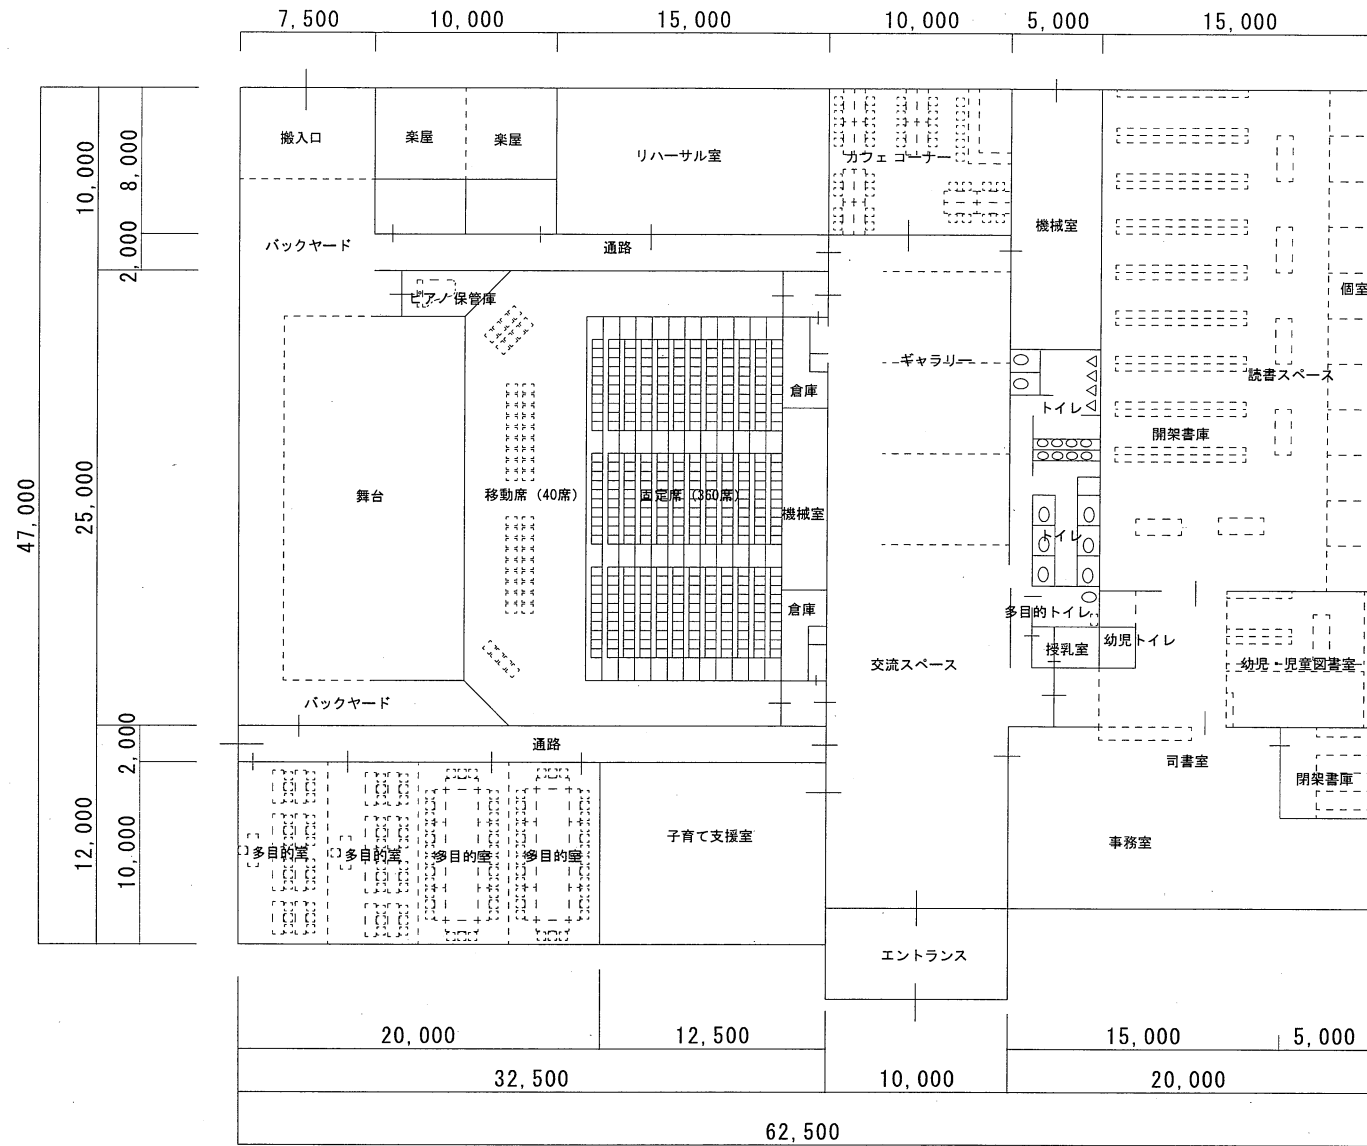 7,500
10,000
15,000
10,000
5,000
15,000
搬入口
楽屋
楽屋
リハーサル室
カフェ コーナー
機械室
10,000
8,000
2,000
バックヤード
通路
ピアノ保管庫
個室
ギャラリー
読書スペース
倉庫
トイレ
開架書庫
47,000
25,000
舞台
移動席(40席)
固定席(360席)
機械室
トイレ
倉庫
多目的トイレ
幼児トイレ
授乳室
交流スペース
幼児・児童図書室
バックヤード
通路
2,000
司書室
閉架書庫
12,000
10,000
多目的室
多目的室
多目的室
多目的室
子育て支援室
事務室
エントランス
20,000
12,500
15,000
5,000
32,500
10,000
20,000
62,500